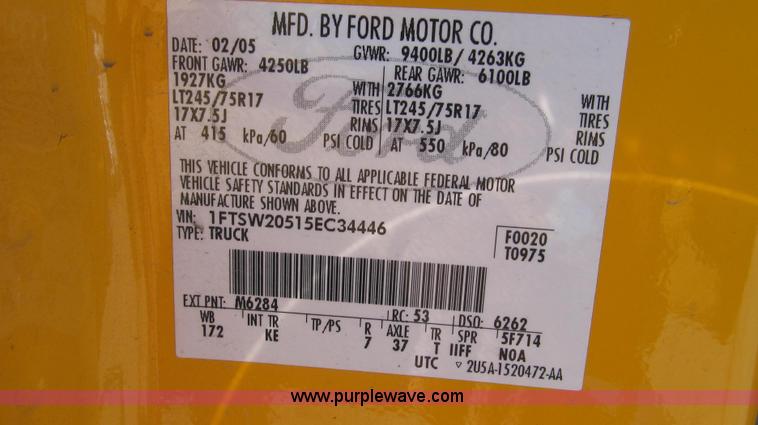 MFD. BY FORD MOTOR CO.
DATE: 02/05 GVWR: 9400LB/ 4263KG
FRONT GAWR: 4250LB REAR GAWR: 6100LB
1927KG WITH 2766KG WITH
LT245/75R17 TIRES LT245/75R17 TIRES
17X7.5J RIMS 17X7.5J RIMS
AT 415 kPa/60 PSI COLD AT 550 kPa/80 PSI COLD
Ford
THIS VEHICLE CONFORMS TO ALL APPLICABLE FEDERAL MOTOR
VEHICLE SAFETY STANDARDS IN EFFECT ON THE DATE OF
MANUFACTURE SHOWN ABOVE.
VIN: 1FTSW20515EC34446
TYPE: TRUCK
F0020
T0975
EXT PNT: M6284 RC: 53 DSO: 6262
WB INT TR TP/PS R AXLE TR SPR 5F714
172 KE 7 37 T IIFF NOA
UTC ▽ 2U5A-1520472-AA
www.purplewave.com